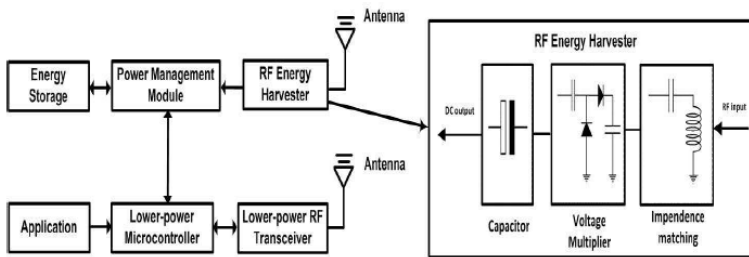 Antenna
Energy
Storage
Power Management
Module
RF Energy
Harvester
Antenna
Application
Lower-power
Microcontroller
Lower-power RF
Transceiver
RF Energy Harvester
DC output
RF input
Capacitor
Voltage
Multiplier
Impendence
matching